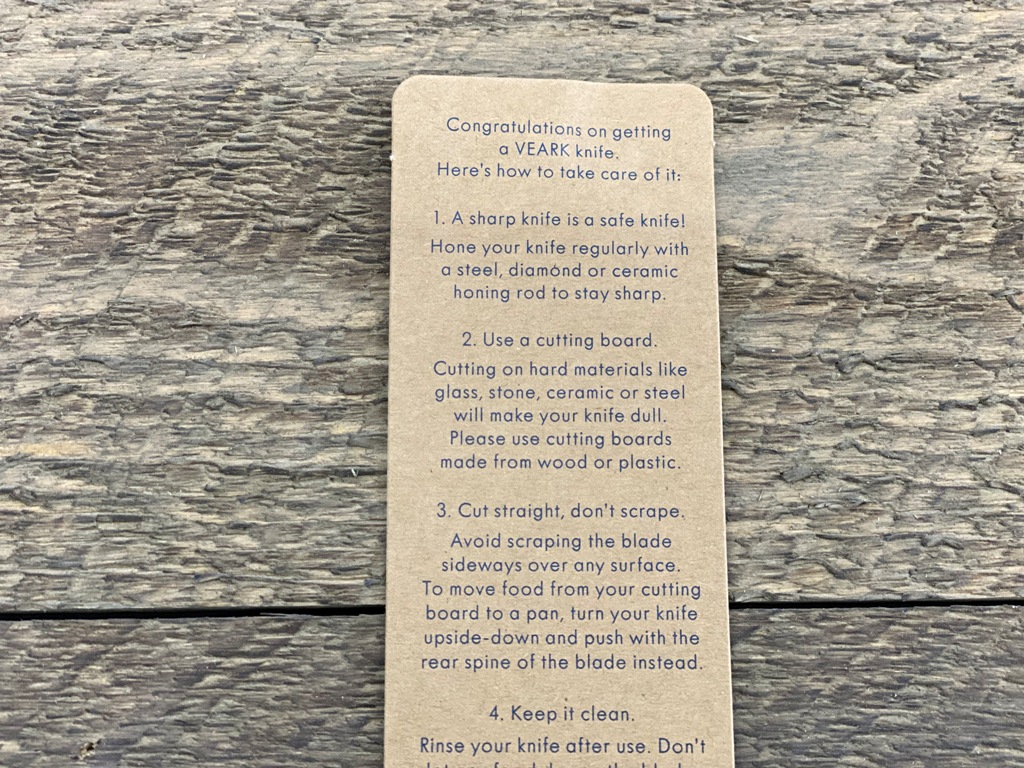 Congratulations on getting
a VEARK knife.
Here's how to take care of it:
1. A sharp knife is a safe knife!
Hone your knife regularly with
a steel, diamond or ceramic
honing rod to stay sharp.
2. Use a cutting board.
Cutting on hard materials like
glass, stone, ceramic or steel
will make your knife dull.
Please use cutting boards
made from wood or plastic.
3. Cut straight, don't scrape.
Avoid scraping the blade
sideways over any surface.
To move food from your cutting
board to a pan, turn your knife
upside-down and push with the
rear spine of the blade instead.
4. Keep it clean.
Rinse your knife after use. Don't